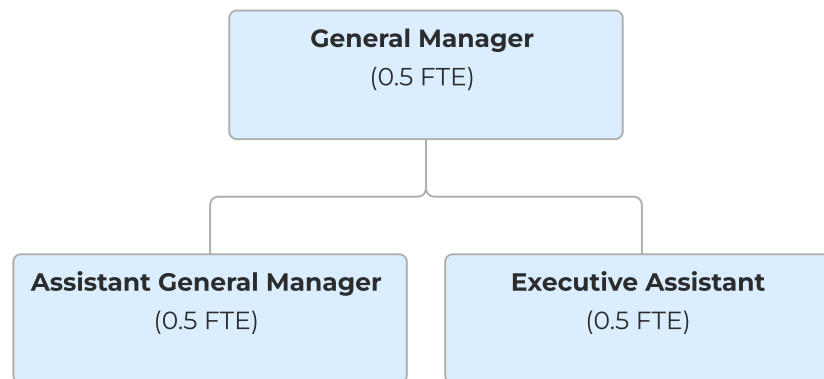 General Manager
(0.5 FTE)
Assistant General Manager
(0.5 FTE)
Executive Assistant
(0.5 FTE)